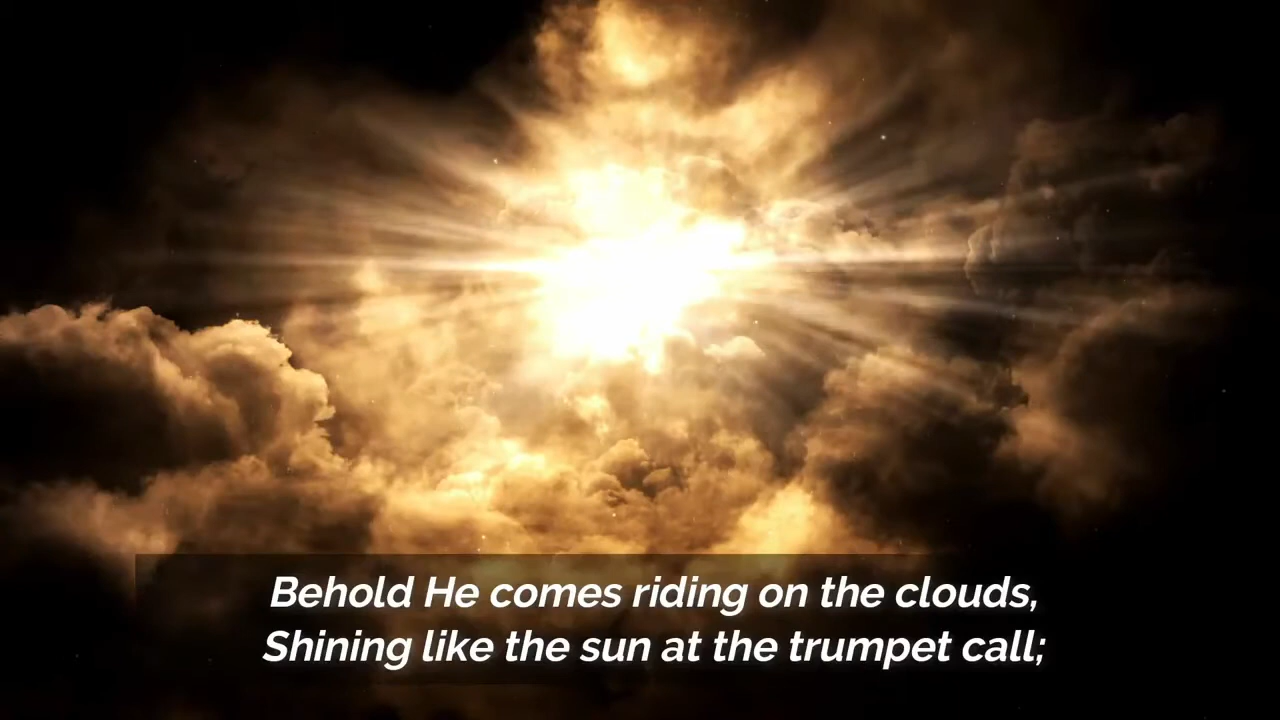 Behold He comes riding on the clouds,
Shining like the sun at the trumpet call;